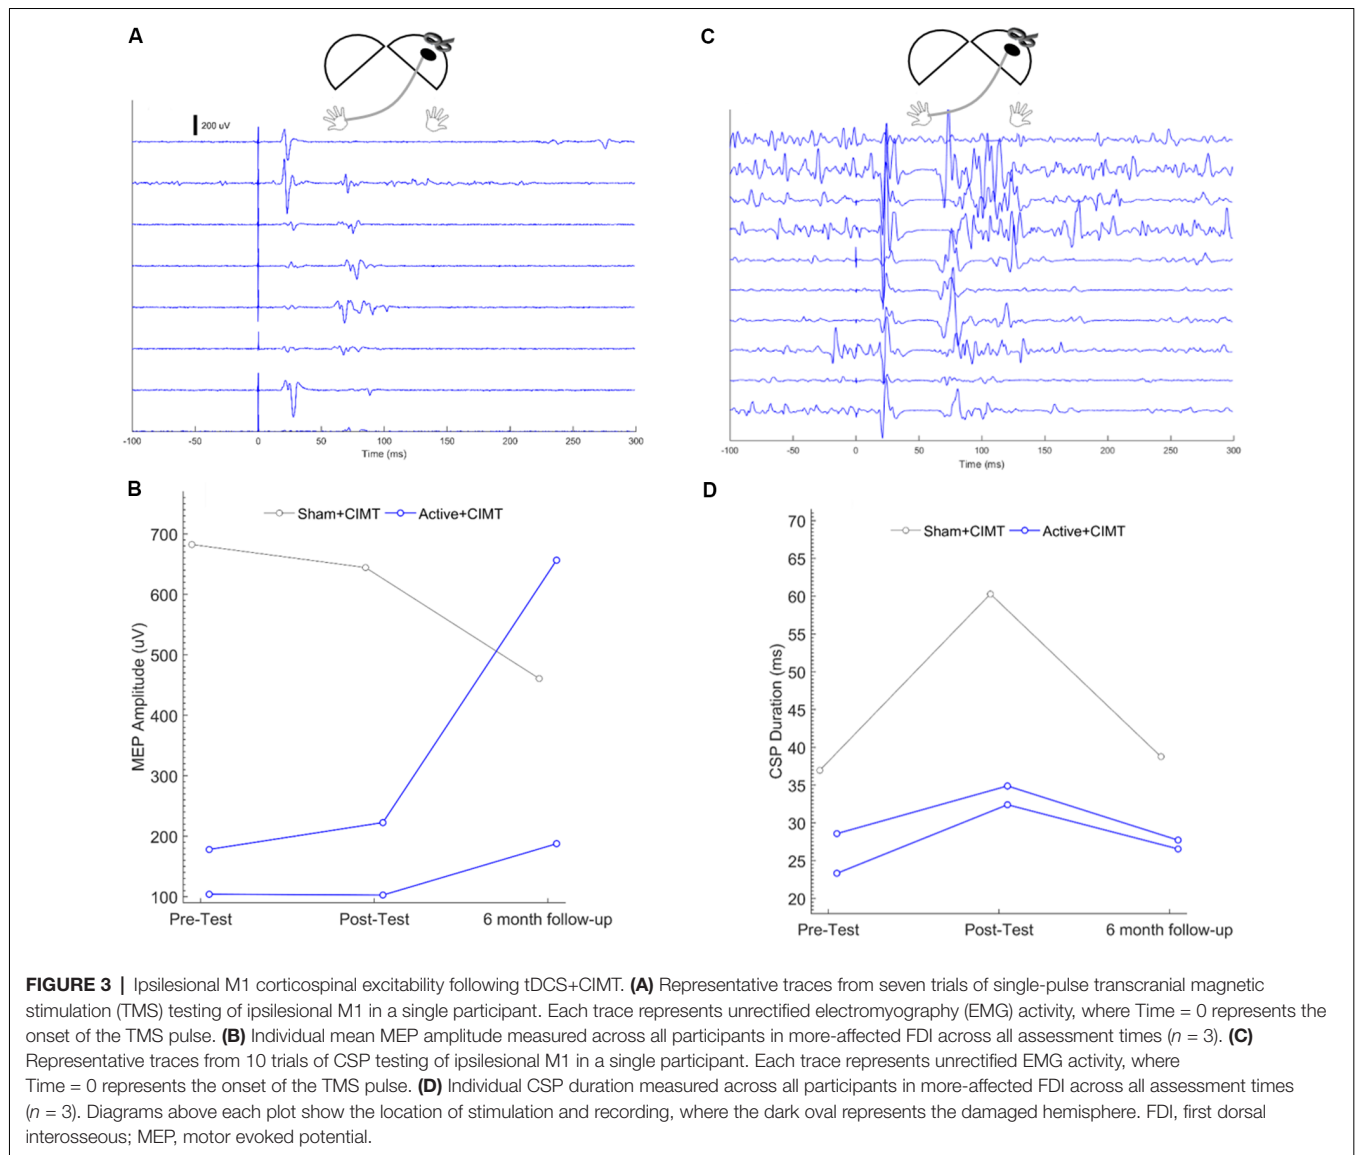 A
C
200 uV
-100 -50 0 50 100 150 200 250 300
Time (ms)
-100 -50 0 50 100 150 200 250 300
Time (ms)
B
Sham+CIMT Active+CIMT
700
600
500
400
300
200
100
MEP Amplitude (uV)
Pre-Test Post-Test 6 month follow-up
D
Sham+CIMT Active+CIMT
70
65
60
55
50
45
40
35
30
25
20
CSP Duration (ms)
Pre-Test Post-Test 6 month follow-up
FIGURE 3 | Ipsilesional M1 corticospinal excitability following tDCS+CIMT. (A) Representative traces from seven trials of single-pulse transcranial magnetic
stimulation (TMS) testing of ipsilesional M1 in a single participant. Each trace represents unrectified electromyography (EMG) activity, where Time = 0 represents the
onset of the TMS pulse. (B) Individual mean MEP amplitude measured across all participants in more-affected FDI across all assessment times (n = 3). (C)
Representative traces from 10 trials of CSP testing of ipsilesional M1 in a single participant. Each trace represents unrectified EMG activity, where
Time = 0 represents the onset of the TMS pulse. (D) Individual CSP duration measured across all participants in more-affected FDI across all assessment times
(n = 3). Diagrams above each plot show the location of stimulation and recording, where the dark oval represents the damaged hemisphere. FDI, first dorsal
interosseous; MEP, motor evoked potential.